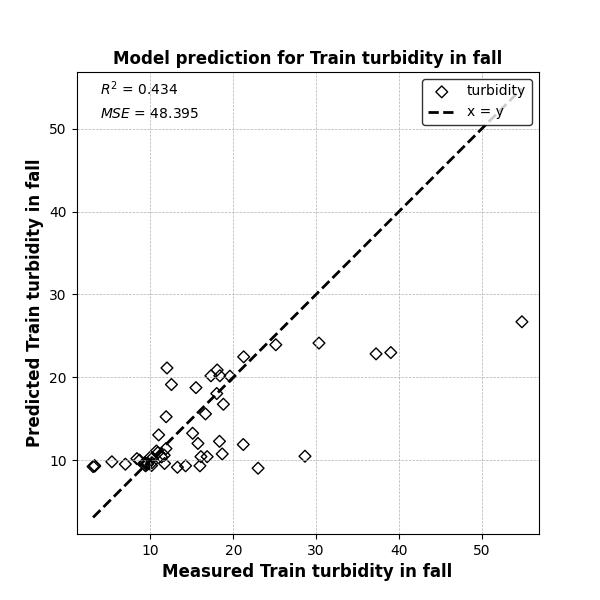 Model prediction for Train turbidity in fall
R² = 0.434
MSE = 48.395
turbidity
x = y
Predicted Train turbidity in fall
50
40
30
20
10
10 20 30 40 50
Measured Train turbidity in fall